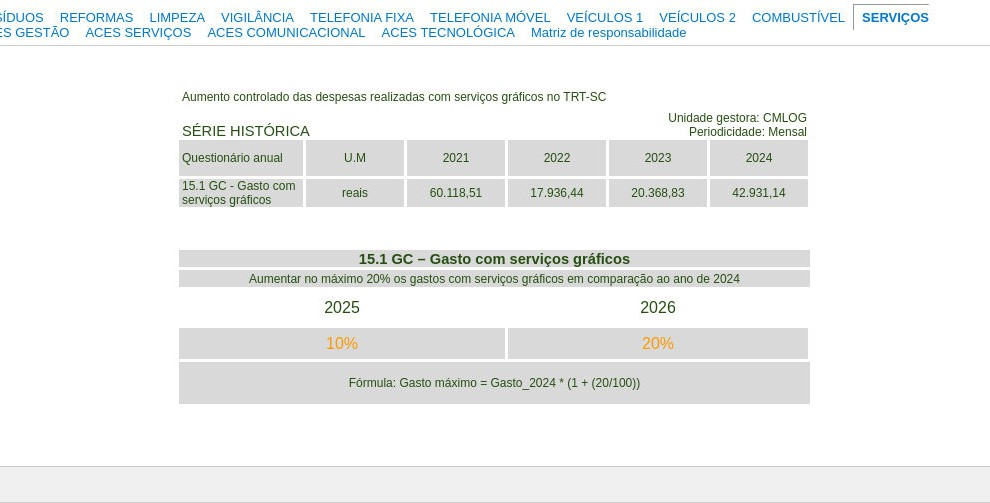 REFORMAS LIMPEZA VIGILÂNCIA TELEFONIA FIXA TELEFONIA MÓVEL VEÍCULOS 1 VEÍCULOS 2 COMBUSTÍVEL SERVIÇOS
GESTÃO ACES SERVIÇOS ACES COMUNICACIONAL ACES TECNOLÓGICA Matriz de responsabilidade
Aumento controlado das despesas realizadas com serviços gráficos no TRT-SC
Unidade gestora: CMLOG
SÉRIE HISTÓRICA Periodicidade: Mensal
Questionário anual U.M 2021 2022 2023 2024
15.1 GC - Gasto com
serviços gráficos reais 60.118,51 17.936,44 20.368,83 42.931,14
15.1 GC – Gasto com serviços gráficos
Aumentar no máximo 20% os gastos com serviços gráficos em comparação ao ano de 2024
2025 2026
10% 20%
Fórmula: Gasto máximo = Gasto_2024 * (1 + (20/100))